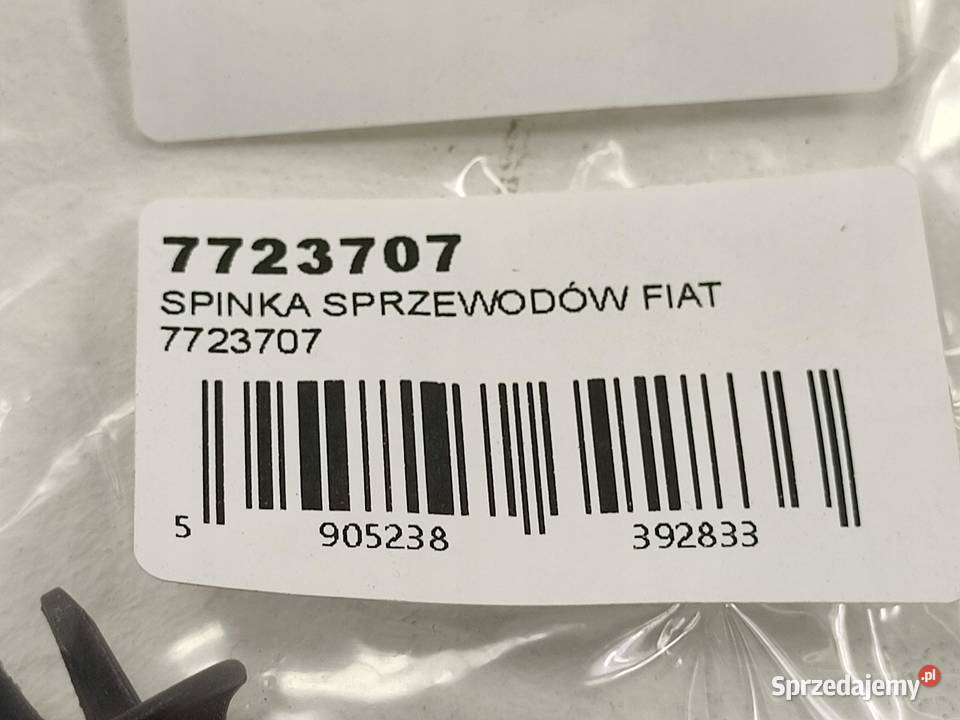 7723707
SPINKA SPRZEWODÓW FIAT
7723707
5 905238 392833
Sprzedajemy.pl